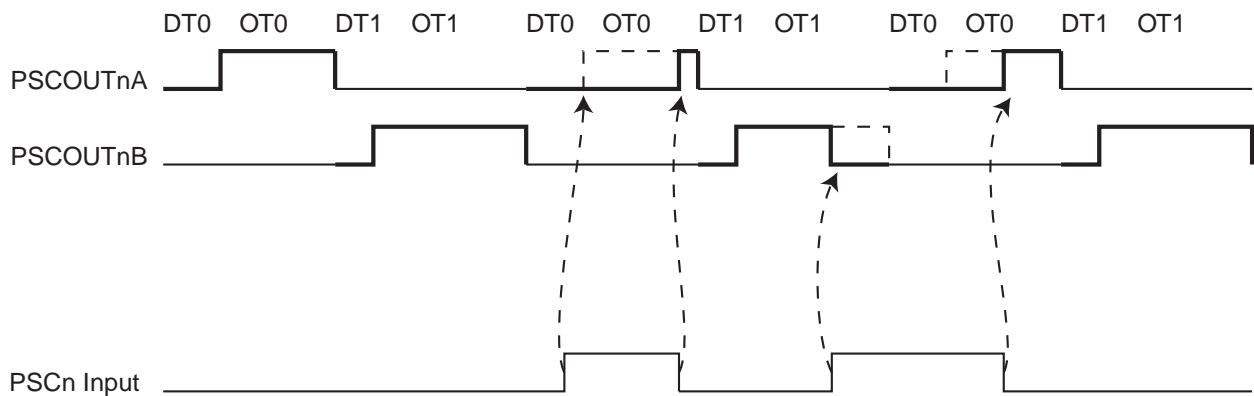 DT0 OT0 DT1 OT1 DT0 OT0 DT1 OT1 DT0 OT0 DT1 OT1
PSCOUTnA
PSCOUTnB
PSCn Input